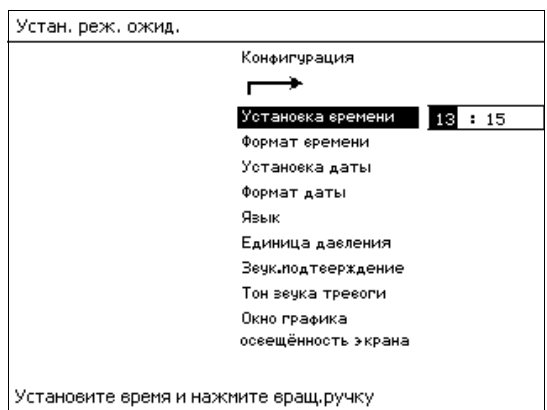 Устан. реж. ожид.
Конфигурация
Установка времени 13 : 15
Формат времени
Установка даты
Формат даты
Язык
Единица давления
Звук.подтверждение
Тон звука тревоги
Окно графика
освещённость экрана
Установите время и нажмите вращ.ручку